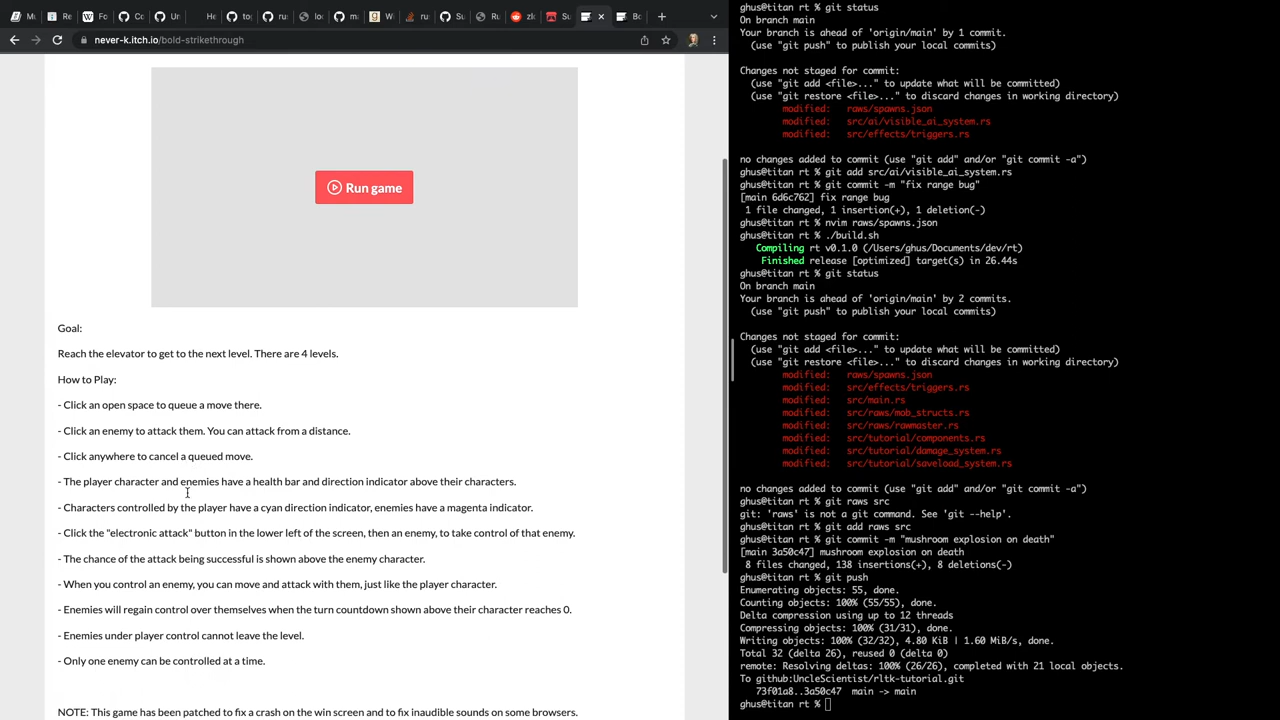 never-k.itch.io/bold-strikethrough
Run game
Goal:
Reach the elevator to get to the next level. There are 4 levels.
How to Play:
- Click an open space to queue a move there.
- Click an enemy to attack them. You can attack from a distance.
- Click anywhere to cancel a queued move.
- The player character and enemies have a health bar and direction indicator above their characters.
- Characters controlled by the player have a cyan direction indicator, enemies have a magenta indicator.
- Click the "electronic attack" button in the lower left of the screen, then an enemy, to take control of that enemy.
- The chance of the attack being successful is shown above the enemy character.
- When you control an enemy, you can move and attack with them, just like the player character.
- Enemies will regain control over themselves when the turn countdown shown above their character reaches 0.
- Enemies under player control cannot leave the level.
- Only one enemy can be controlled at a time.
NOTE: This game has been patched to fix a crash on the win screen and to fix inaudible sounds on some browsers.
ghus@titan rt % git status
On branch main
Your branch is ahead of 'origin/main' by 1 commit.
(use "git push" to publish your local commits)
Changes not staged for commit:
(use "git add <file>..." to update what will be committed)
(use "git restore <file>..." to discard changes in working directory)
modified: raws/spawns.json
modified: src/ai/visible_ai_system.rs
modified: src/effects/triggers.rs
no changes added to commit (use "git add" and/or "git commit -a")
ghus@titan rt % git add src/ai/visible_ai_system.rs
ghus@titan rt % git commit -m "fix range bug"
[main 6d6c762] fix range bug
1 file changed, 1 insertion(+), 1 deletion(-)
ghus@titan rt % nvim raws/spawns.json
ghus@titan rt % ./build.sh
Compiling rt v0.1.0 (/Users/ghus/Documents/dev/rt)
Finished release [optimized] target(s) in 26.44s
ghus@titan rt % git status
On branch main
Your branch is ahead of 'origin/main' by 2 commits.
(use "git push" to publish your local commits)
Changes not staged for commit:
(use "git add <file>..." to update what will be committed)
(use "git restore <file>..." to discard changes in working directory)
modified: raws/spawns.json
modified: src/effects/triggers.rs
modified: src/main.rs
modified: src/raws/mob_structs.rs
modified: src/raws/rawmaster.rs
modified: src/tutorial/components.rs
modified: src/tutorial/damage_system.rs
modified: src/tutorial/saveload_system.rs
no changes added to commit (use "git add" and/or "git commit -a")
ghus@titan rt % git raws src
git: 'raws' is not a git command. See 'git --help'.
ghus@titan rt % git add raws src
ghus@titan rt % git commit -m "mushroom explosion on death"
[main 3a50c47] mushroom explosion on death
8 files changed, 138 insertions(+), 8 deletions(-)
ghus@titan rt % git push
Enumerating objects: 55, done.
Counting objects: 100% (55/55), done.
Delta compression using up to 12 threads
Compressing objects: 100% (31/31), done.
Writing objects: 100% (32/32), 4.80 KiB | 1.60 MiB/s, done.
Total 32 (delta 26), reused 0 (delta 0)
remote: Resolving deltas: 100% (26/26), completed with 21 local objects.
To github:UncleScientist/rltk-tutorial.git
73f01a8..3a50c47 main -> main
ghus@titan rt %